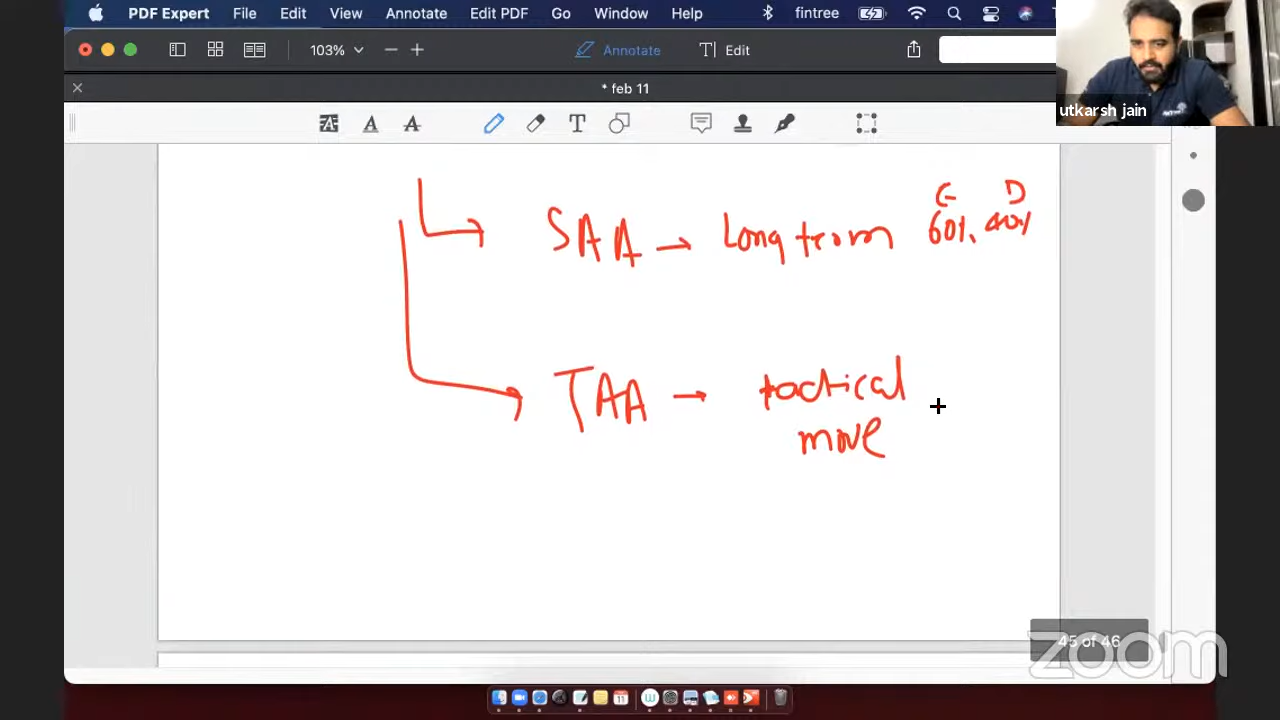 PDF Expert File Edit View Annotate Edit PDF Go Window Help fintree
utkarsh jain
103% Annotate Edit
* feb 11
E D
SAA → Long term 60%. 40%
TAA → tactical
move
45 of 46
zoom